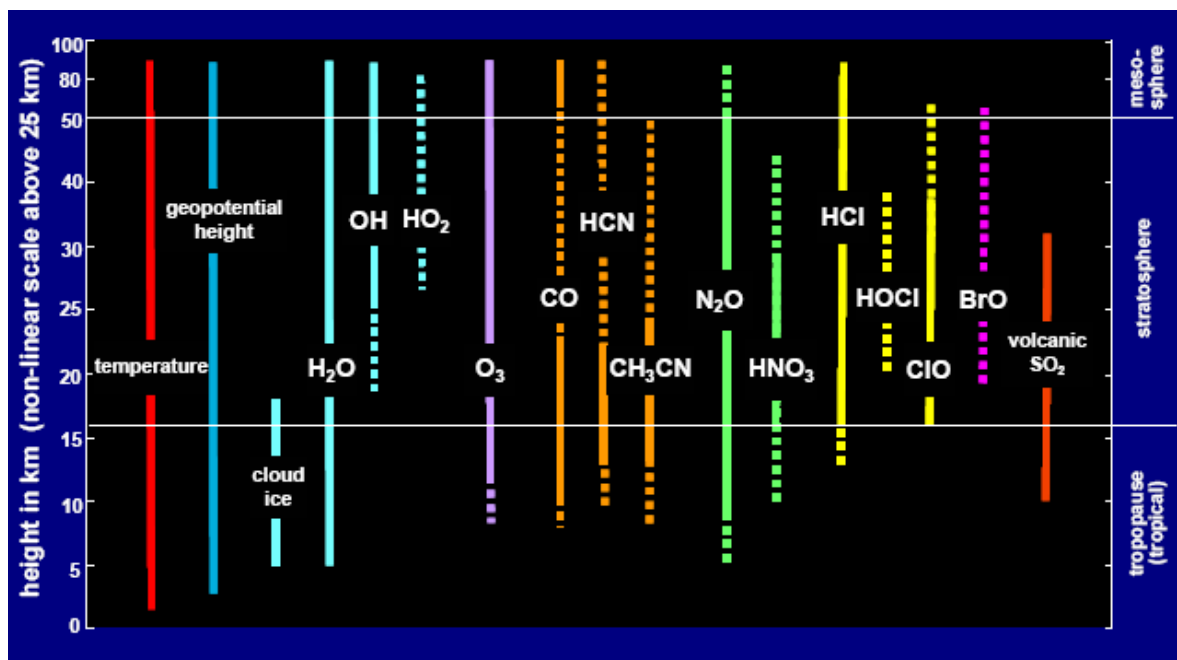 height in km (non-linear scale above 25 km)
100
80
50
40
30
25
20
15
10
5
0
temperature
geopotential
height
cloud
ice
H₂O
OH
HO₂
O₃
CO
HCN
CH₃CN
N₂O
HNO₃
HCl
HOCl
ClO
BrO
volcanic
SO₂
meso-
sphere
stratosphere
tropopause
(tropical)